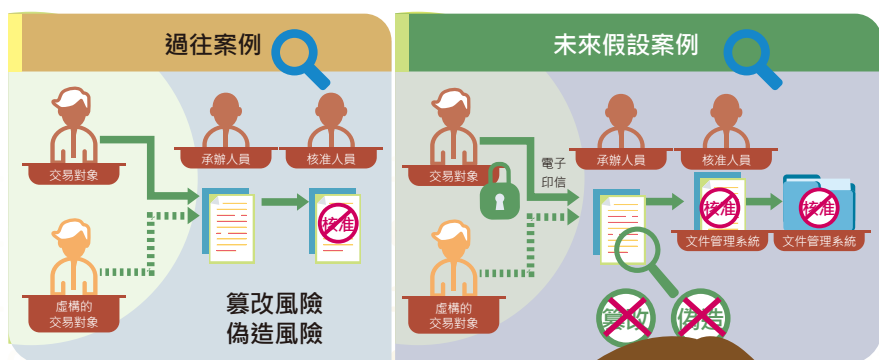 過往案例
交易對象
承辦人員
核准人員
核准
虛構的
交易對象
篡改風險
偽造風險
未來假設案例
交易對象
電子
印信
承辦人員
核准人員
核准
文件管理系統
核准
文件管理系統
虛構的
交易對象
篡改
偽造